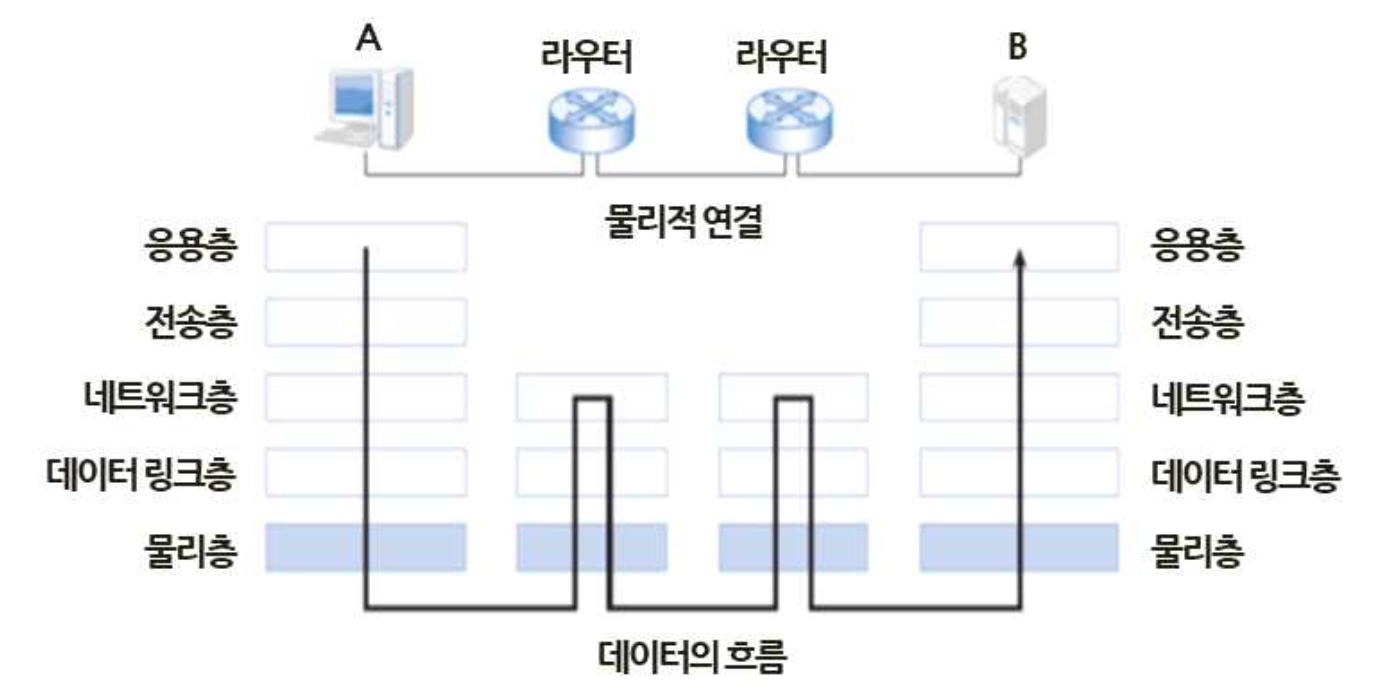 A
라우터
라우터
B
물리적 연결
응용층
응용층
전송층
전송층
네트워크층
네트워크층
데이터 링크층
데이터 링크층
물리층
물리층
데이터의 흐름